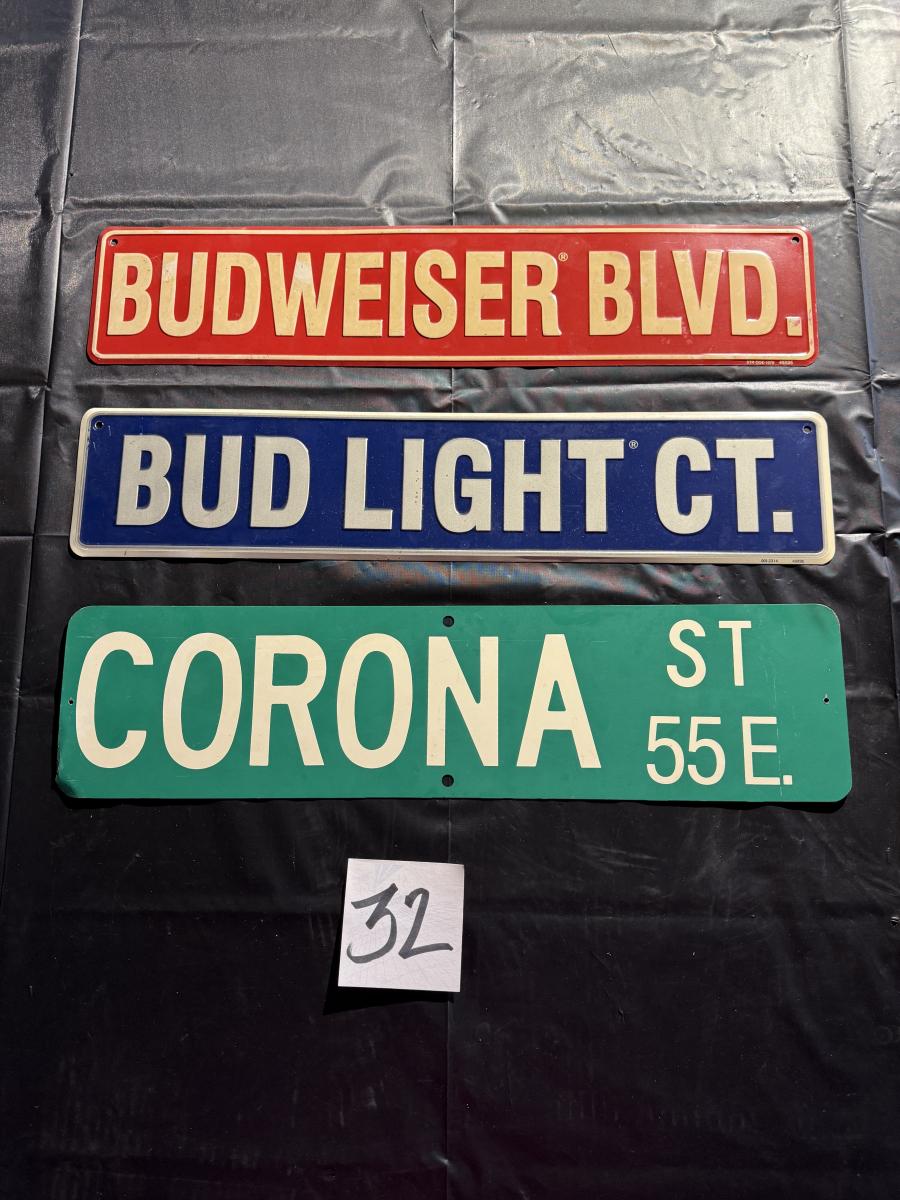 BUDWEISER® BLVD.
BUD LIGHT® CT.
CORONA ST
55 E.
32